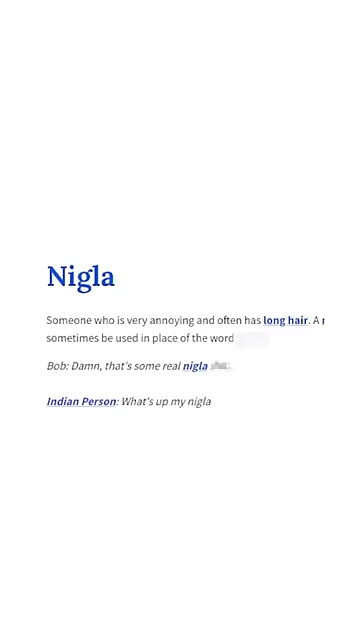 Nigla
Someone who is very annoying and often has long hair. A
sometimes be used in place of the word
Bob: Damn, that's some real nigla
Indian Person: What's up my nigla